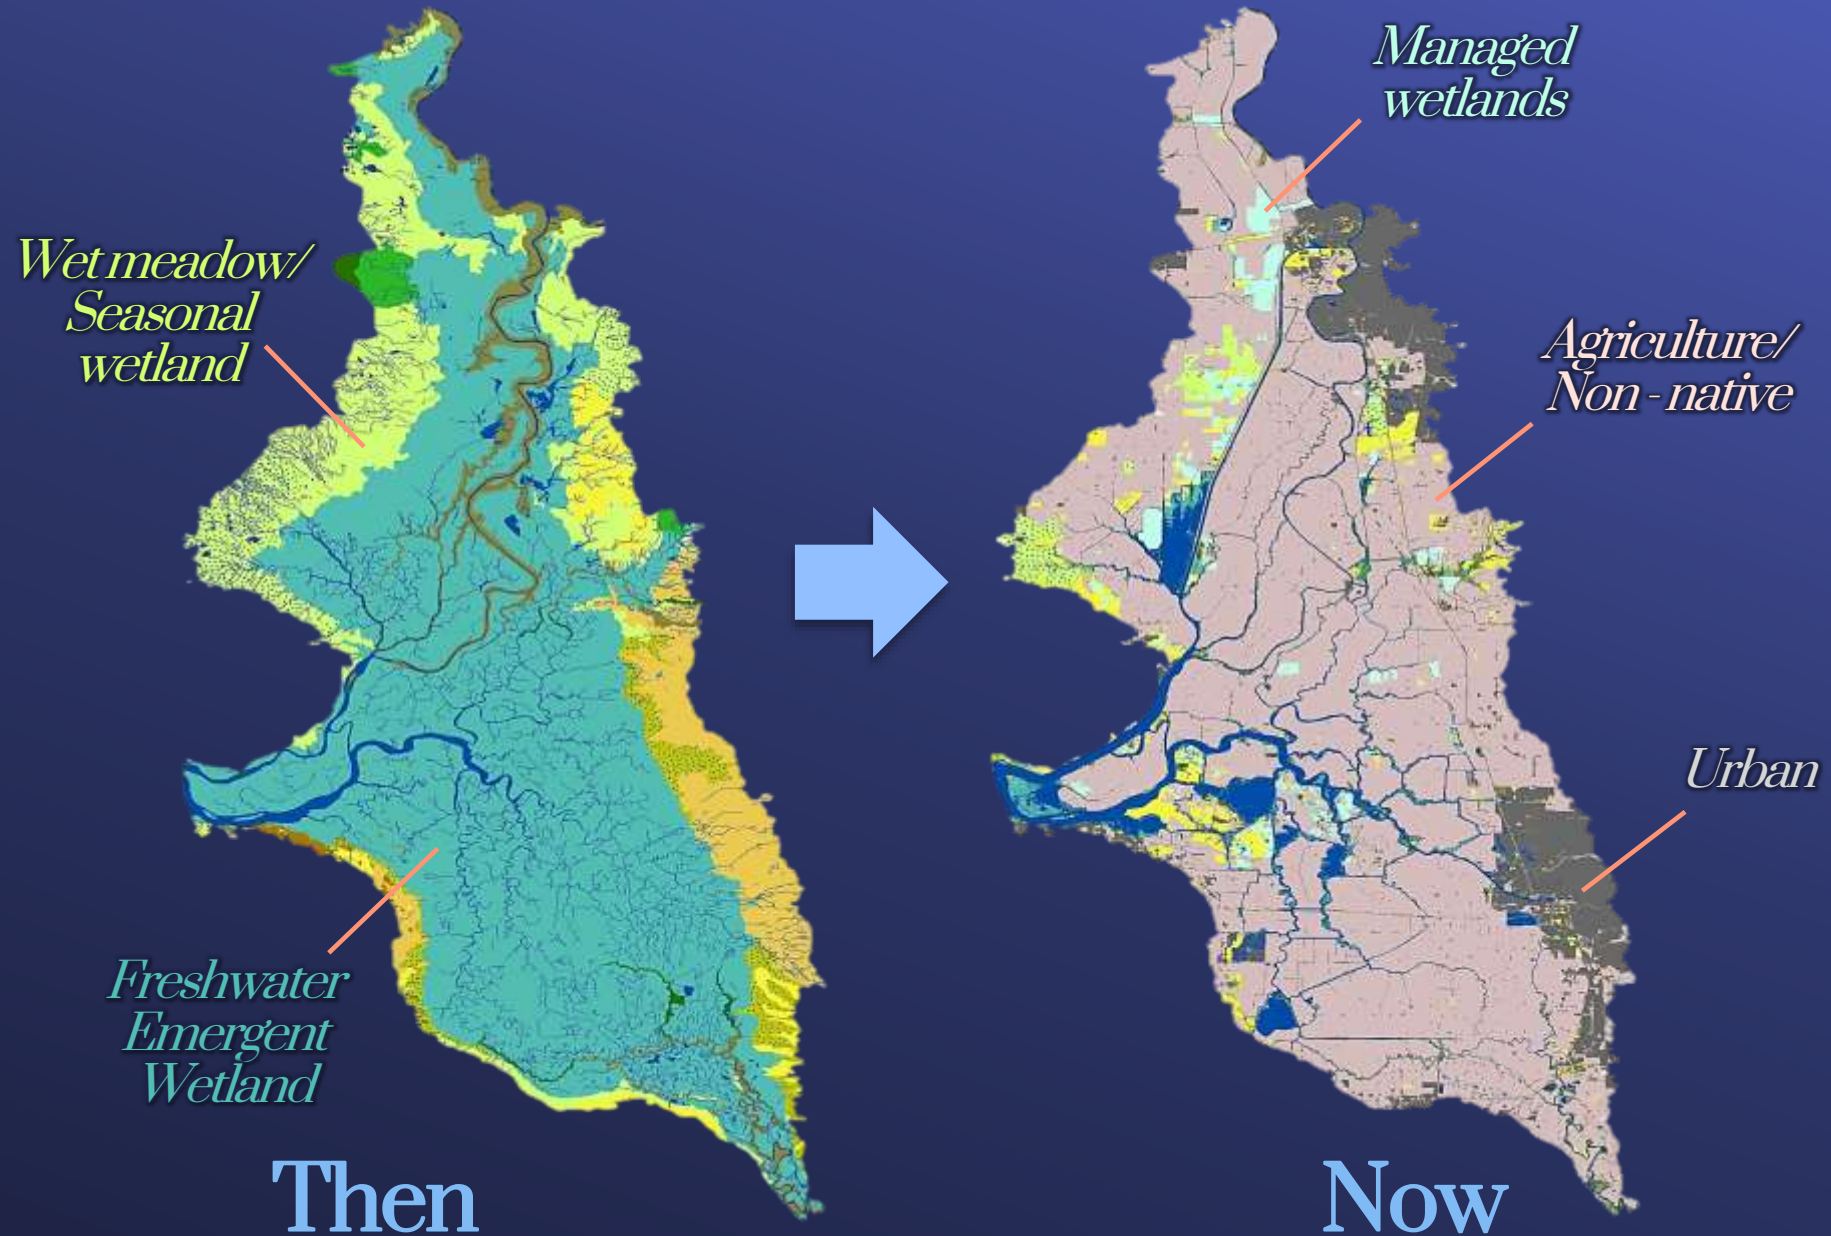 Wet meadow/
Seasonal
wetland
Freshwater
Emergent
Wetland
Then
Managed
wetlands
Agriculture/
Non - native
Urban
Now